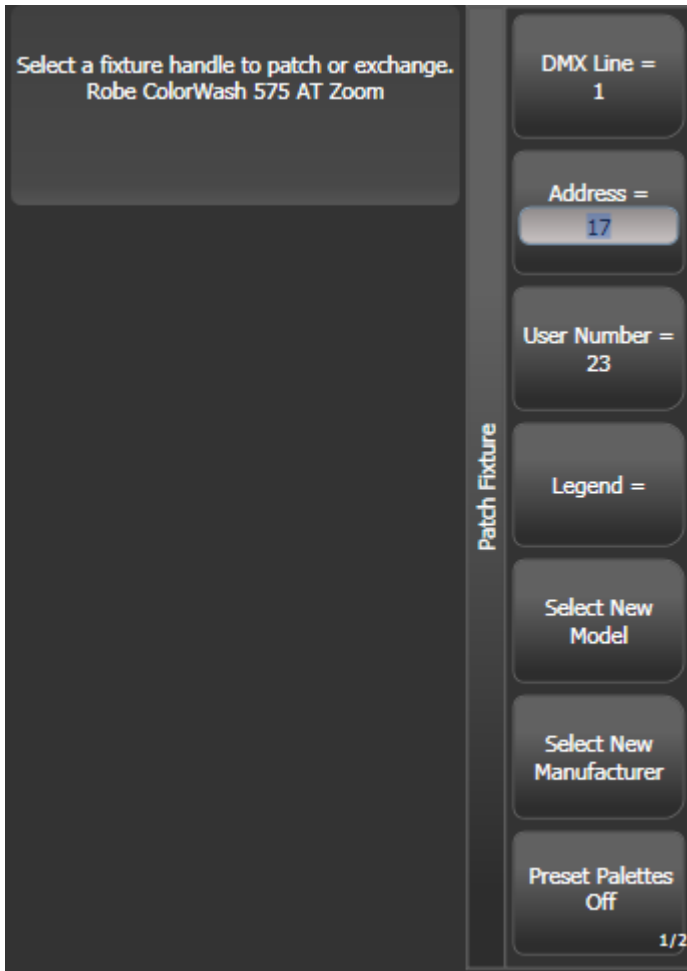 Select a fixture handle to patch or exchange.
Robe ColorWash 575 AT Zoom
Patch Fixture
DMX Line =
1
Address =
17
User Number =
23
Legend =
Select New
Model
Select New
Manufacturer
Preset Palettes
Off
1/2